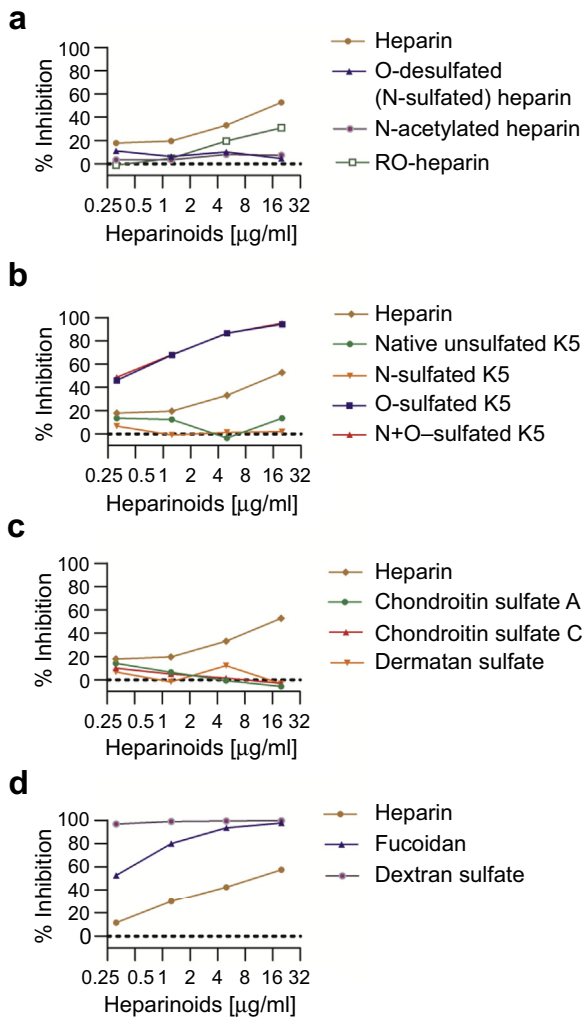 a
100
80
60
40
20
0
% Inhibition
0.25 0.5 1 2 4 8 16 32
Heparinoids [µg/ml]
Heparin
O-desulfated
(N-sulfated) heparin
N-acetylated heparin
RO-heparin
b
100
80
60
40
20
0
% Inhibition
0.25 0.5 1 2 4 8 16 32
Heparinoids [µg/ml]
Heparin
Native unsulfated K5
N-sulfated K5
O-sulfated K5
N+O–sulfated K5
c
100
80
60
40
20
0
% Inhibition
0.25 0.5 1 2 4 8 16 32
Heparinoids [µg/ml]
Heparin
Chondroitin sulfate A
Chondroitin sulfate C
Dermatan sulfate
d
100
80
60
40
20
0
% Inhibition
0.25 0.5 1 2 4 8 16 32
Heparinoids [µg/ml]
Heparin
Fucoidan
Dextran sulfate